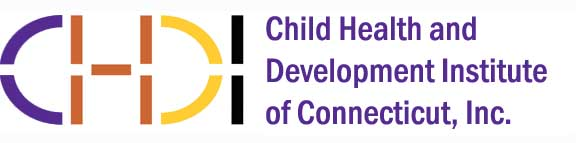 CHDI
Child Health and
Development Institute
of Connecticut, Inc.